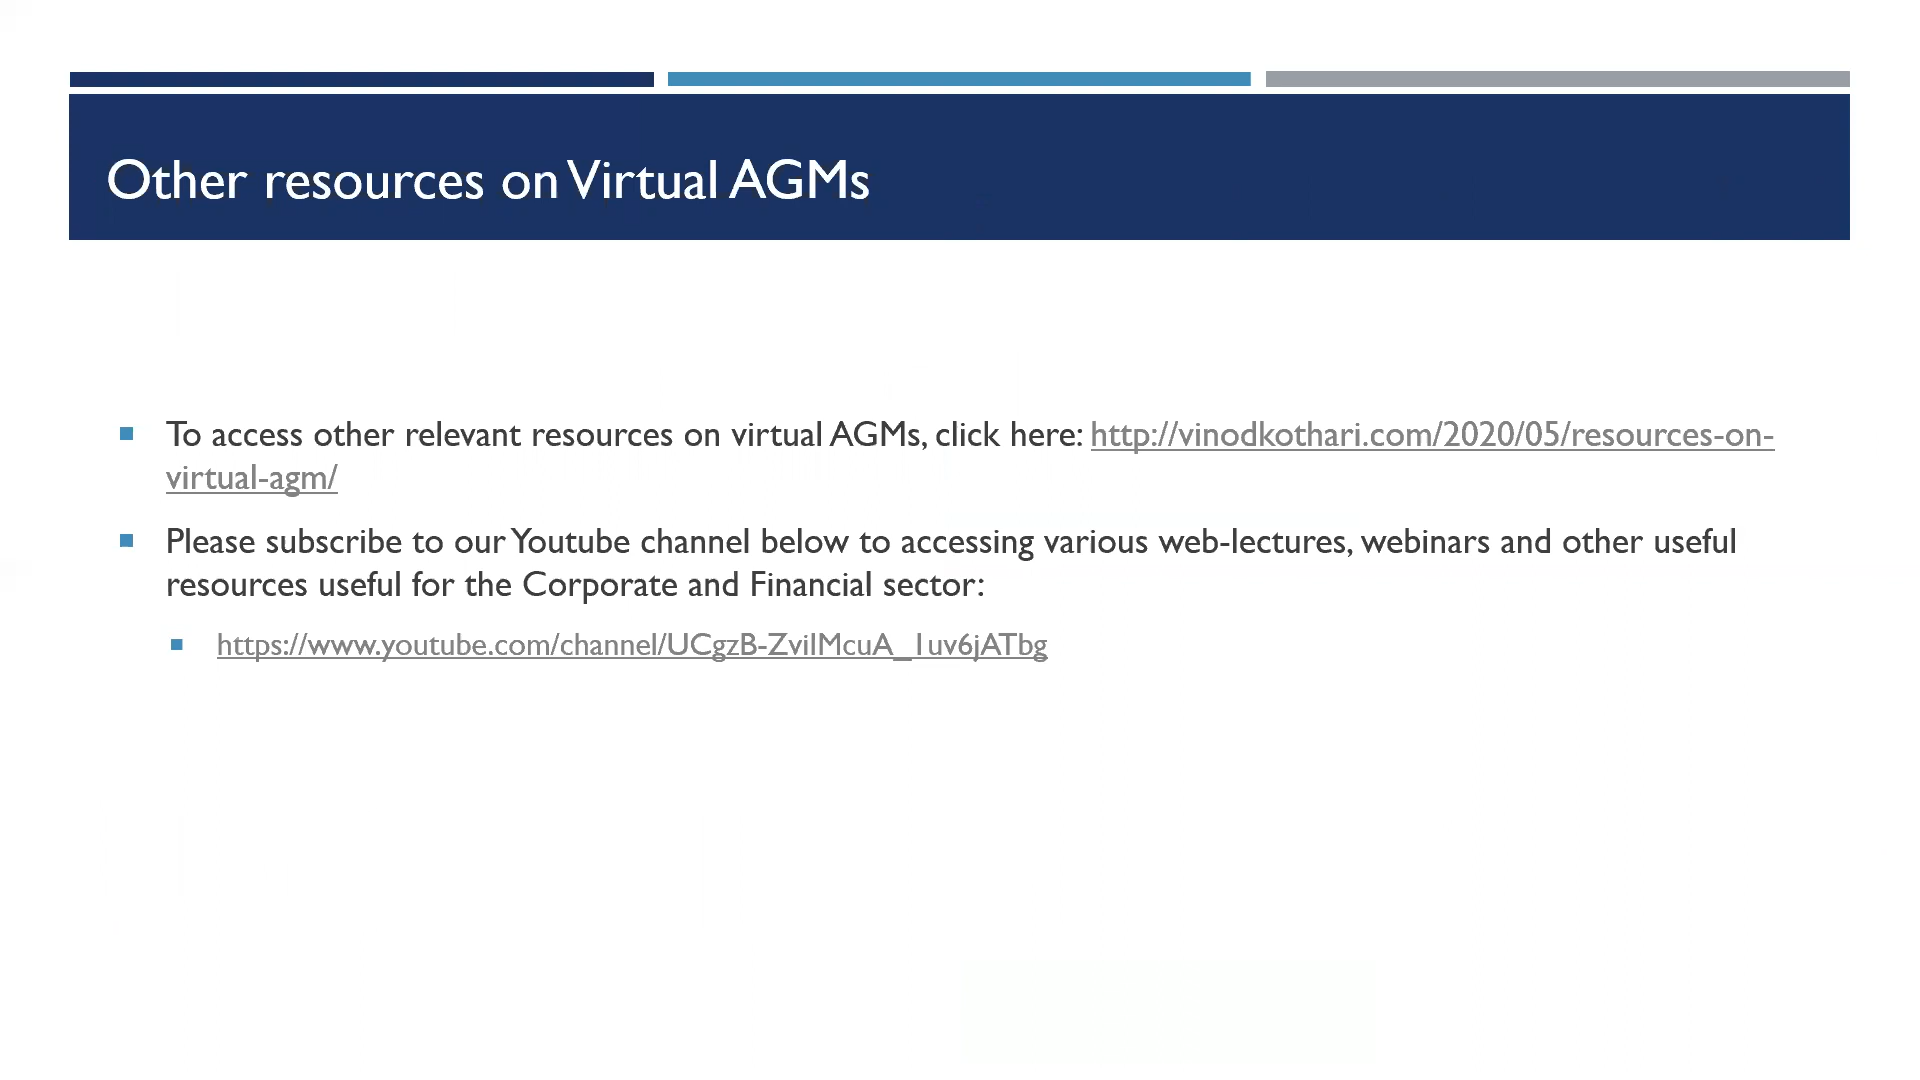 Other resources on Virtual AGMs
To access other relevant resources on virtual AGMs, click here: http://vinodkothari.com/2020/05/resources-on-
virtual-agm/
Please subscribe to our Youtube channel below to accessing various web-lectures, webinars and other useful
resources useful for the Corporate and Financial sector:
https://www.youtube.com/channel/UCgzB-ZviIMcuA_1uv6jATbg